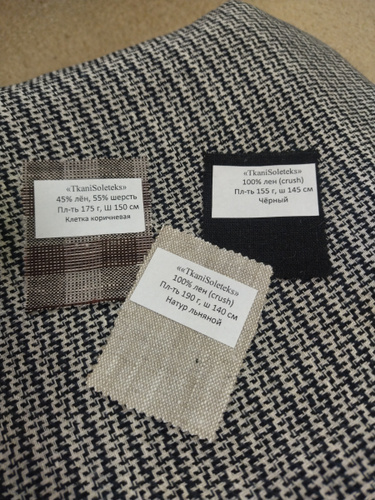 «TkaniSoleteks»
45% лён, 55% шерсть
Пл-ть 175 г, Ш 150 см
Клетка коричневая
«TkaniSoleteks»
100% лен (crush)
Пл-ть 155 г, ш 145 см
Чёрный
««TkaniSoleteks»
100% лен (crush)
Пл-ть 190 г, ш 140 см
Натур льняной